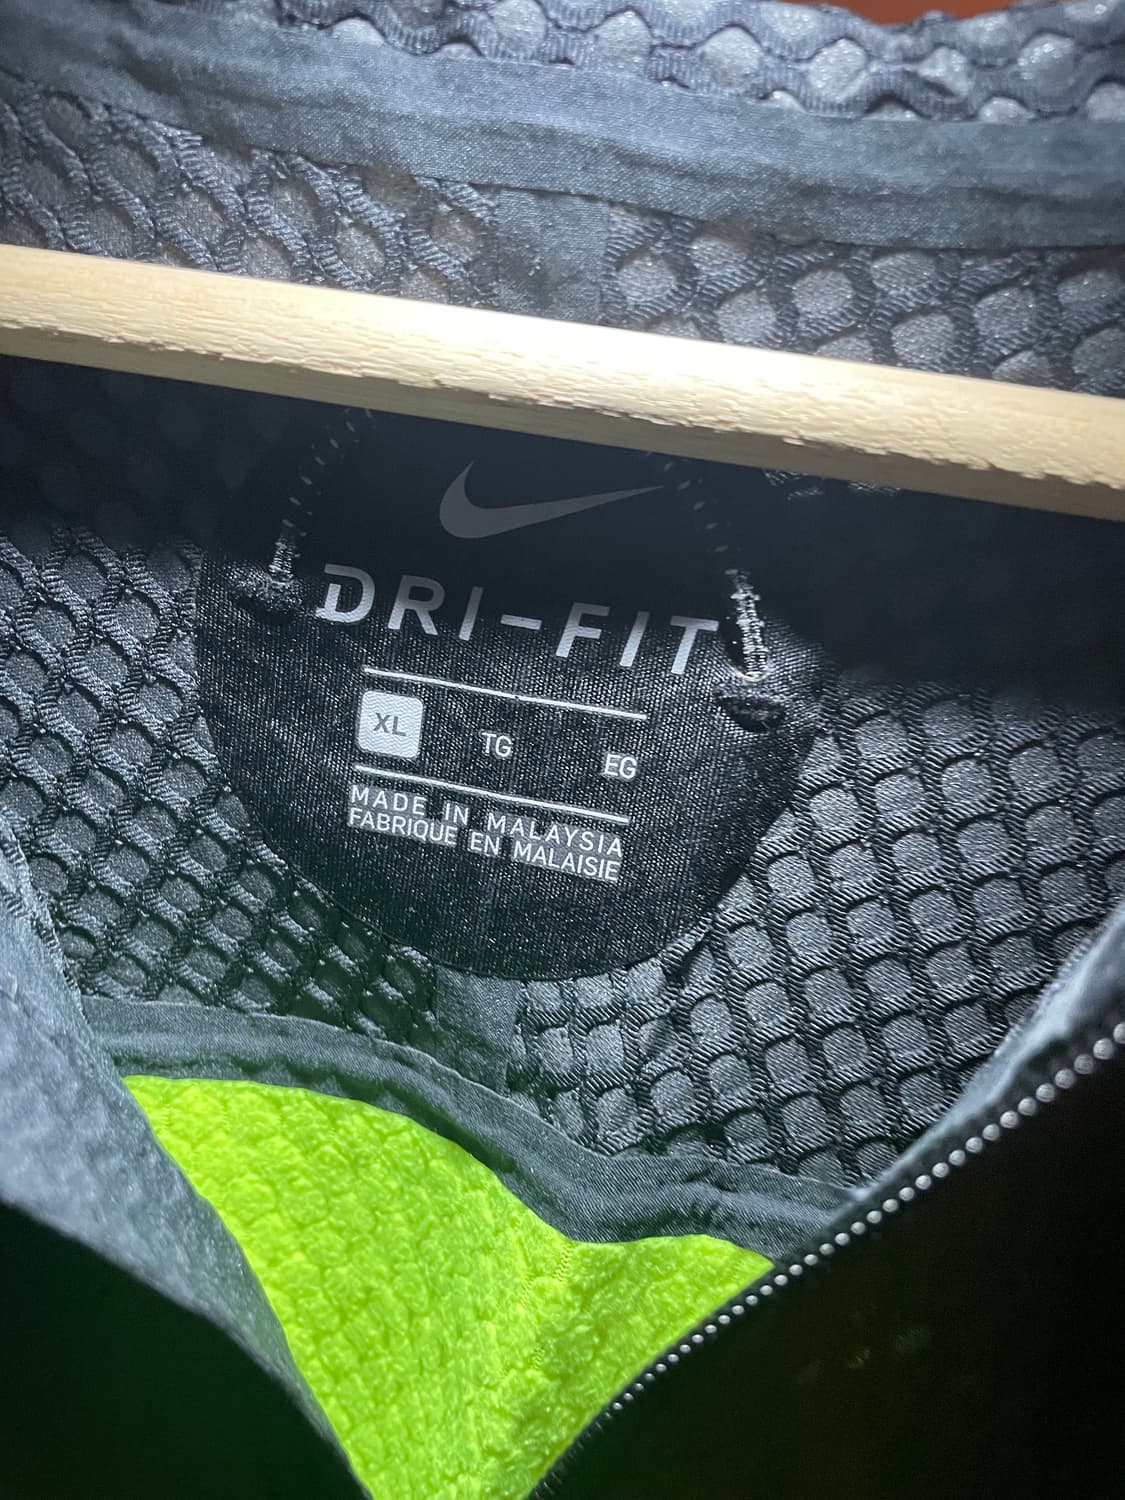 DRI-FIT
XL TG EG
MADE IN MALAYSIA
FABRIQUE EN MALAISIE